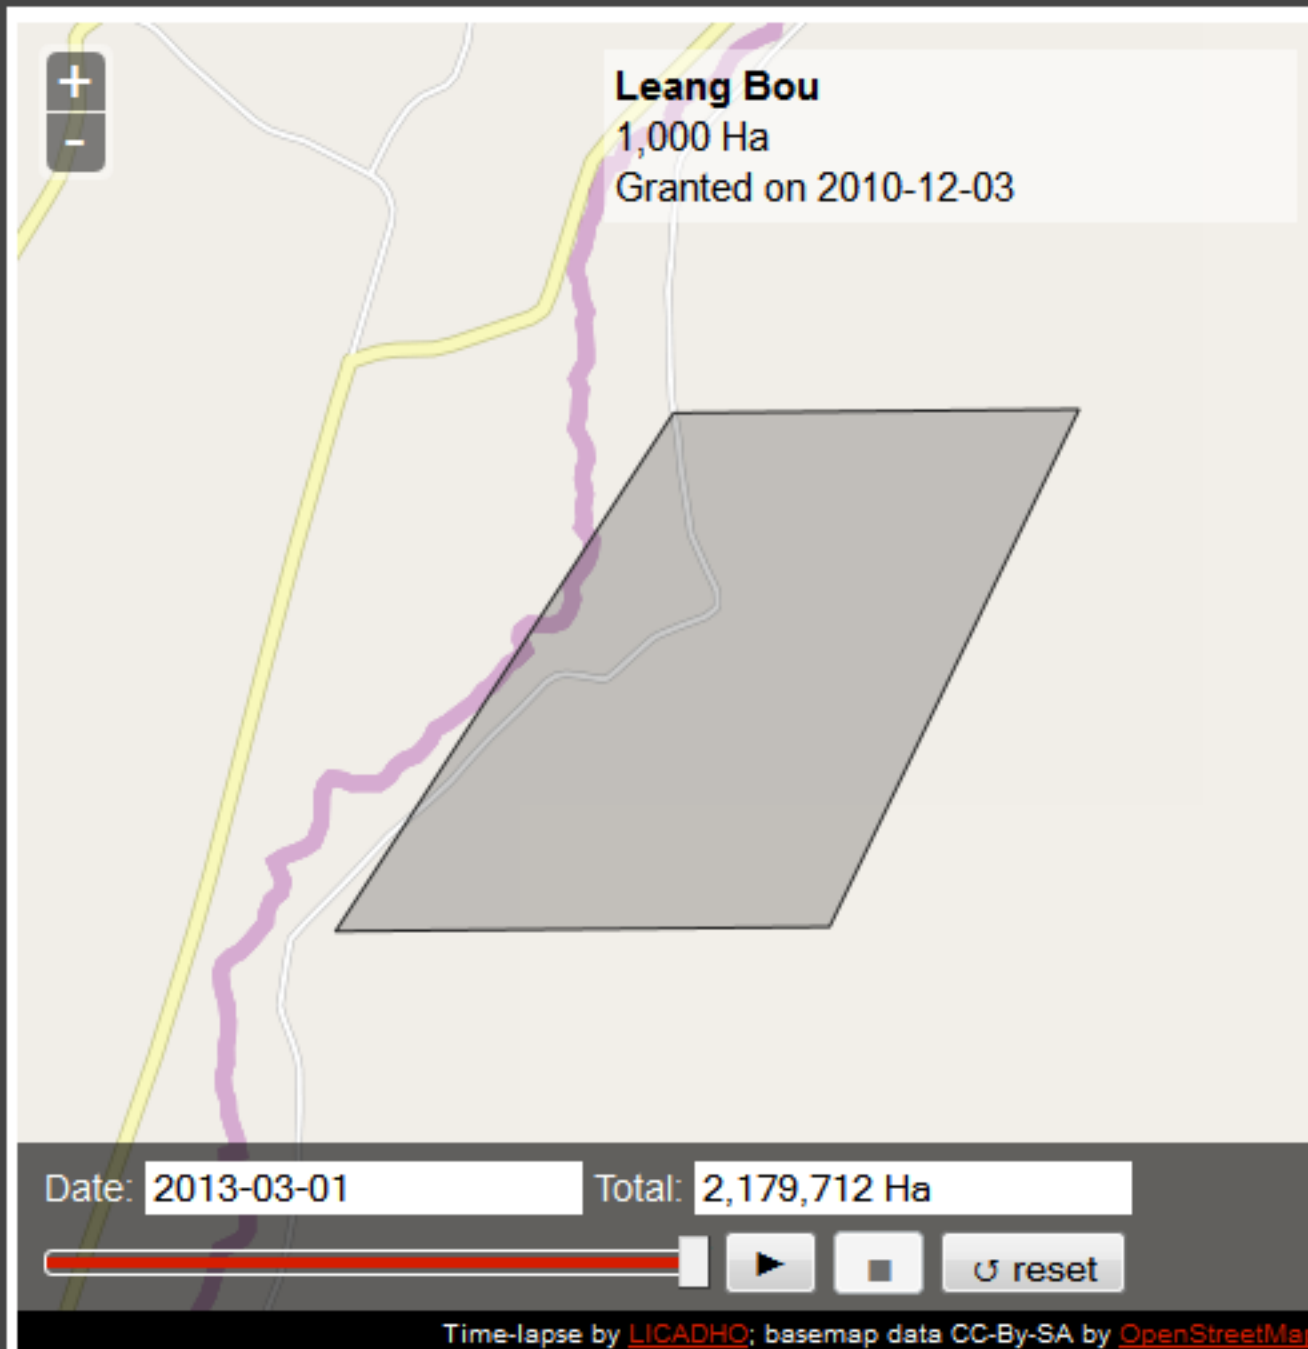 +
-
Leang Bou
1,000 Ha
Granted on 2010-12-03
Date: 2013-03-01 Total: 2,179,712 Ha
↺ reset
Time-lapse by LICADHO; basemap data CC-By-SA by OpenStreetMap